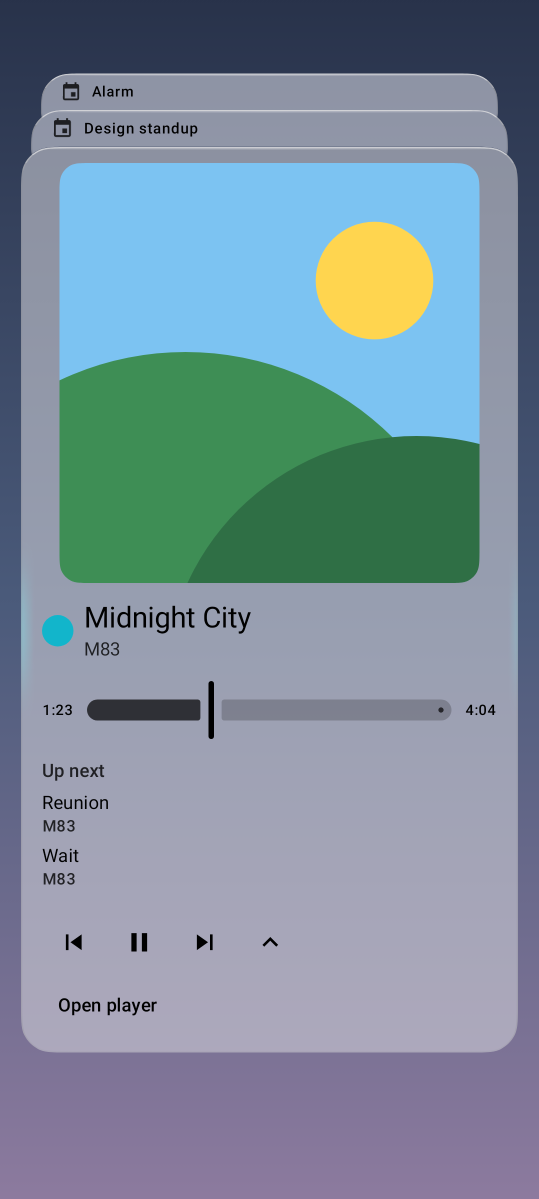 Alarm
Design standup
Midnight City
M83
1:23 4:04
Up next
Reunion
M83
Wait
M83
Open player